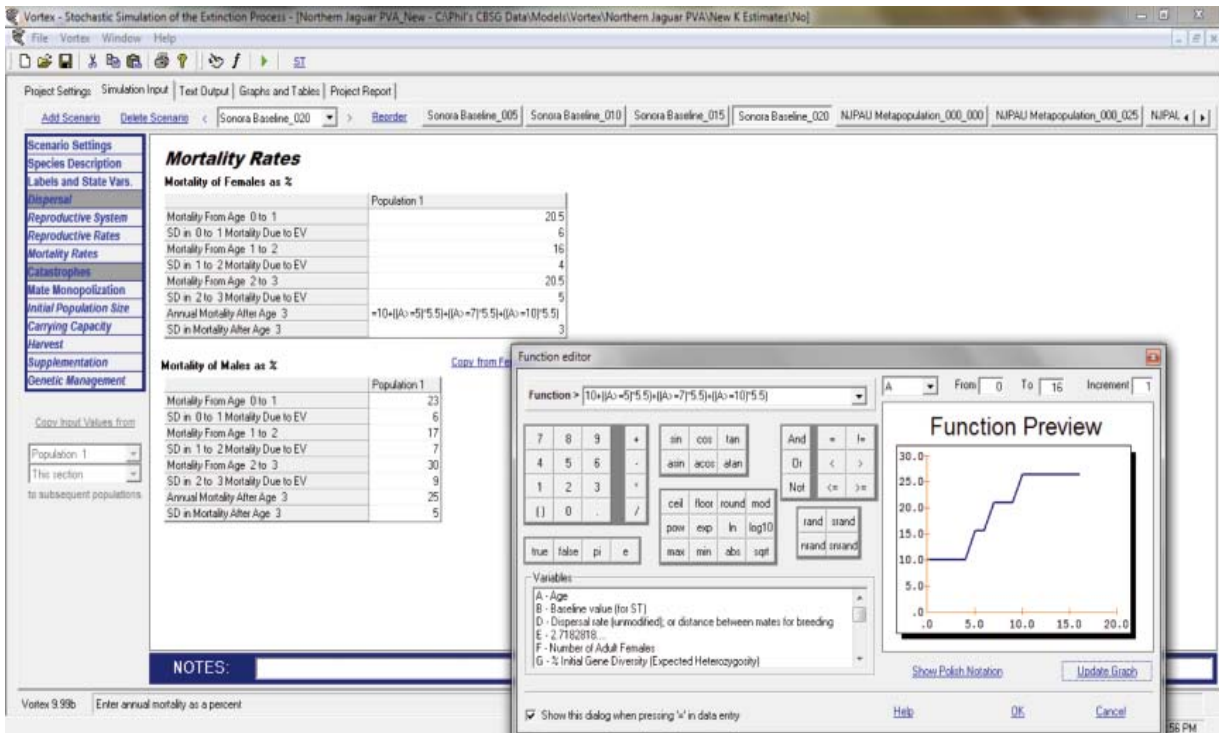 Vortex - Stochastic Simulation of the Extinction Process - [Northern Jaguar PVA_New - C:\Phil's CBSG Data\Models\Vortex\Northern Jaguar PVA\New K Estimates\No]
File Vortex Window Help
ST
Project Settings Simulation Input Text Output Graphs and Tables Project Report
Add Scenario Delete Scenario < Sonora Baseline_020 > Reorder Sonora Baseline_005 Sonora Baseline_010 Sonora Baseline_015 Sonora Baseline_020 NJPAU Metapopulation_000_000 NJPAU Metapopulation_000_025 NJPAL
Scenario Settings
Species Description
Labels and State Vars.
Dispersal
Reproductive System
Reproductive Rates
Mortality Rates
Catastrophes
Mate Monopolization
Initial Population Size
Carrying Capacity
Harvest
Supplementation
Genetic Management
Copy Input Values from
Population 1
This section
to subsequent populations
Mortality Rates
Mortality of Females as %
Population 1
Mortality From Age 0 to 1 20.5
SD in 0 to 1 Mortality Due to EV 6
Mortality From Age 1 to 2 16
SD in 1 to 2 Mortality Due to EV 4
Mortality From Age 2 to 3 20.5
SD in 2 to 3 Mortality Due to EV 5
Annual Mortality After Age 3 =10+((A>=5)*5.5)+((A>=7)*5.5)+((A>=10)*5.5)
SD in Mortality After Age 3 3
Mortality of Males as %
Copy from Fe
Population 1
Mortality From Age 0 to 1 23
SD in 0 to 1 Mortality Due to EV 6
Mortality From Age 1 to 2 17
SD in 1 to 2 Mortality Due to EV 7
Mortality From Age 2 to 3 30
SD in 2 to 3 Mortality Due to EV 9
Annual Mortality After Age 3 25
SD in Mortality After Age 3 5
Function editor
Function > 10+((A>=5)*5.5)+((A>=7)*5.5)+((A>=10)*5.5)
7 8 9 + sin cos tan And = !=
4 5 6 - asin acos atan Or < >
1 2 3 * Not <= >=
() 0 . / ceil floor round mod
pow exp ln log10 rand srand
true false pi e max min abs sqrt nrand snrand
Variables
A - Age
B - Baseline value (for ST)
D - Dispersal rate (unmodified); or distance between mates for breeding
E - 2.7182818...
F - Number of Adult Females
G - % Initial Gene Diversity (Expected Heterozygosity)
A From 0 To 16 Increment 1
Function Preview
30.0
25.0
20.0
15.0
10.0
5.0
.0
.0 5.0 10.0 15.0 20.0
Show Polish Notation Update Graph
Show this dialog when pressing '=' in data entry
Help OK Cancel
NOTES:
Vortex 9.99b Enter annual mortality as a percent
:56 PM